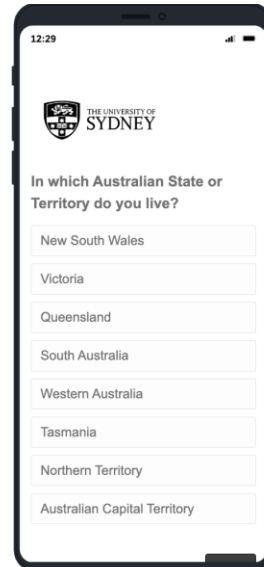 12:29
THE UNIVERSITY OF
SYDNEY
In which Australian State or
Territory do you live?
New South Wales
Victoria
Queensland
South Australia
Western Australia
Tasmania
Northern Territory
Australian Capital Territory